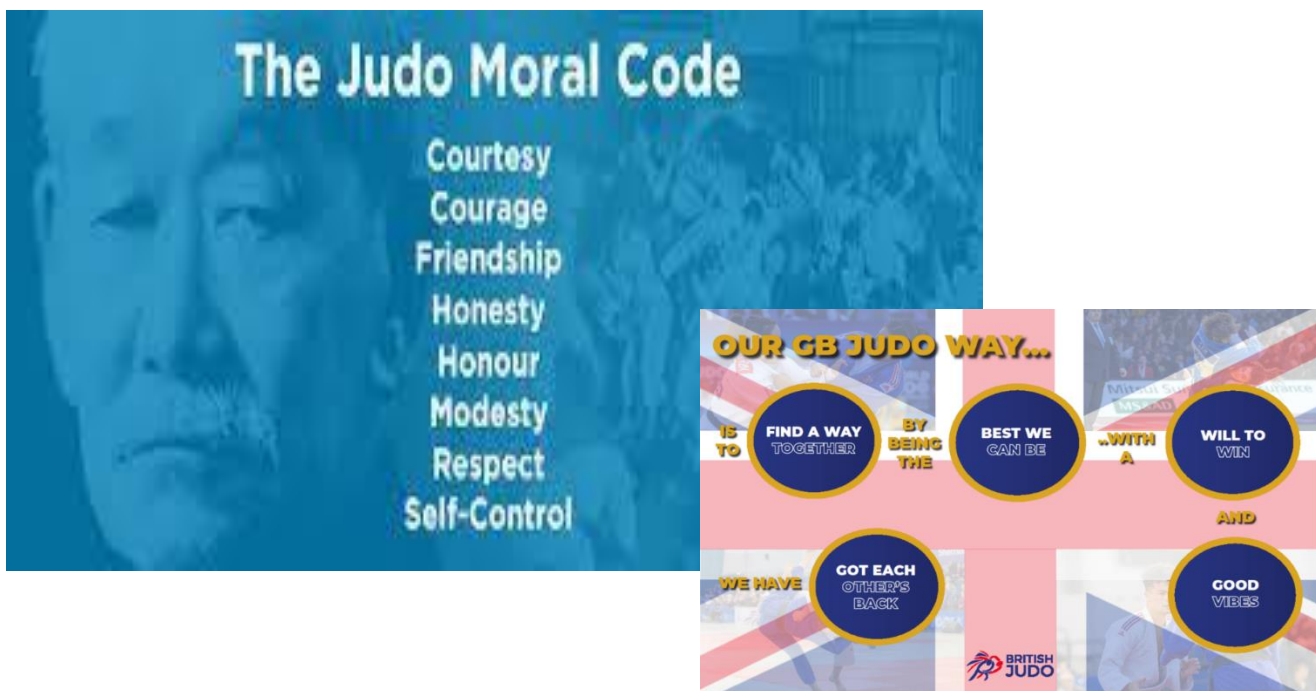 The Judo Moral Code
Courtesy
Courage
Friendship
Honesty
Honour
Modesty
Respect
Self-Control
OUR GB JUDO WAY...
IS
TO
FIND A WAY
TOGETHER
BY
BEING
THE
BEST WE
CAN BE
..WITH
A
WILL TO
WIN
AND
WE HAVE
GOT EACH
OTHER'S
BACK
GOOD
VIBES
BRITISH
JUDO